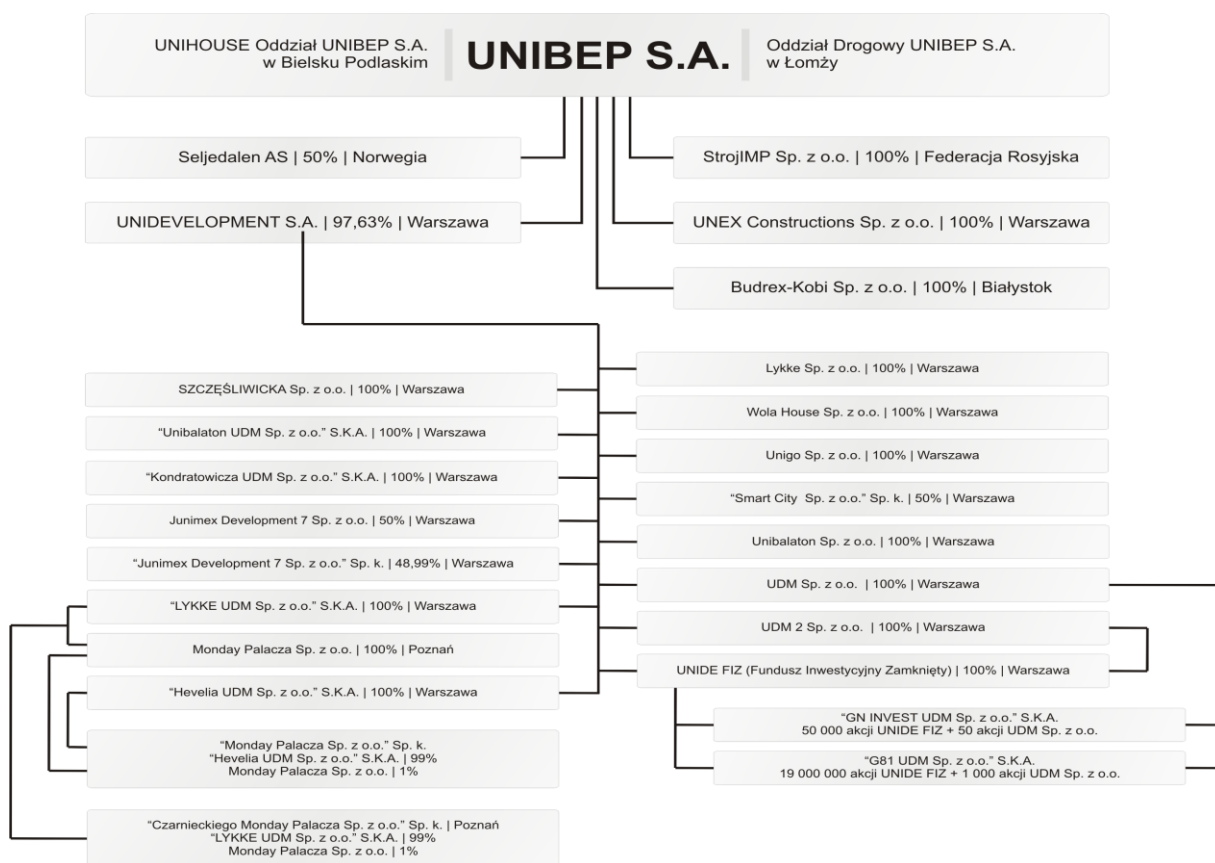 UNIHOUSE Oddział UNIBEP S.A.
w Bielsku Podlaskim
UNIBEP S.A.
Oddział Drogowy UNIBEP S.A.
w Łomży
Seljedalen AS | 50% | Norwegia
StrojIMP Sp. z o.o. | 100% | Federacja Rosyjska
UNIDEVELOPMENT S.A. | 97,63% | Warszawa
UNEX Constructions Sp. z o.o. | 100% | Warszawa
Budrex-Kobi Sp. z o.o. | 100% | Białystok
SZCZĘŚLIWICKA Sp. z o.o. | 100% | Warszawa
“Unibalaton UDM Sp. z o.o.” S.K.A. | 100% | Warszawa
“Kondratowicza UDM Sp. z o.o.” S.K.A. | 100% | Warszawa
Junimex Development 7 Sp. z o.o. | 50% | Warszawa
“Junimex Development 7 Sp. z o.o.” Sp. k. | 48,99% | Warszawa
“LYKKE UDM Sp. z o.o.” S.K.A. | 100% | Warszawa
Monday Palacza Sp. z o.o. | 100% | Poznań
“Hevelia UDM Sp. z o.o.” S.K.A. | 100% | Warszawa
“Monday Palacza Sp. z o.o.” Sp. k.
“Hevelia UDM Sp. z o.o.” S.K.A. | 99%
Monday Palacza Sp. z o.o. | 1%
“Czarnieckiego Monday Palacza Sp. z o.o.” Sp. k. | Poznań
“LYKKE UDM Sp. z o.o.” S.K.A. | 99%
Monday Palacza Sp. z o.o. | 1%
Lykke Sp. z o.o. | 100% | Warszawa
Wola House Sp. z o.o. | 100% | Warszawa
Unigo Sp. z o.o. | 100% | Warszawa
“Smart City Sp. z o.o.” Sp. k. | 50% | Warszawa
Unibalaton Sp. z o.o. | 100% | Warszawa
UDM Sp. z o.o. | 100% | Warszawa
UDM 2 Sp. z o.o. | 100% | Warszawa
UNIDE FIZ (Fundusz Inwestycyjny Zamknięty) | 100% | Warszawa
“GN INVEST UDM Sp. z o.o.” S.K.A.
50 000 akcji UNIDE FIZ + 50 akcji UDM Sp. z o.o.
“G81 UDM Sp. z o.o.” S.K.A.
19 000 000 akcji UNIDE FIZ + 1 000 akcji UDM Sp. z o.o.